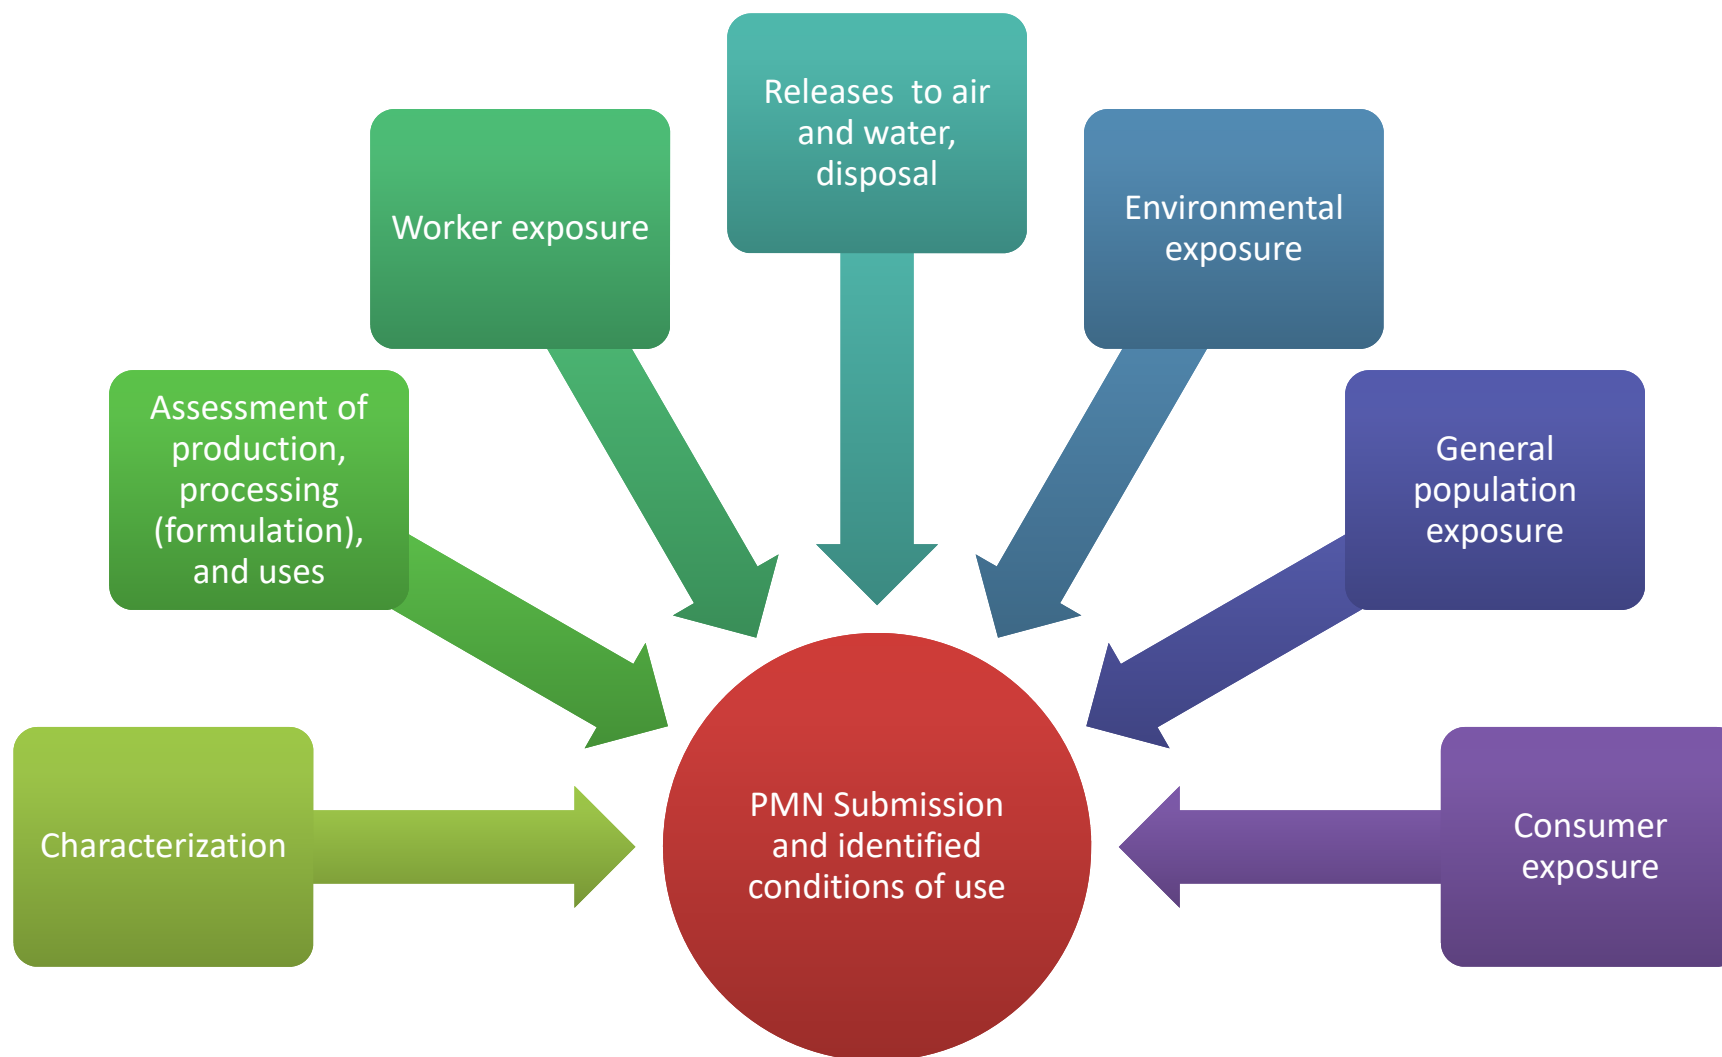 Characterization
Assessment of
production,
processing
(formulation),
and uses
Worker exposure
Releases  to air
and water,
disposal
Environmental
exposure
General
population
exposure
Consumer
exposure
PMN Submission
and identified
conditions of use